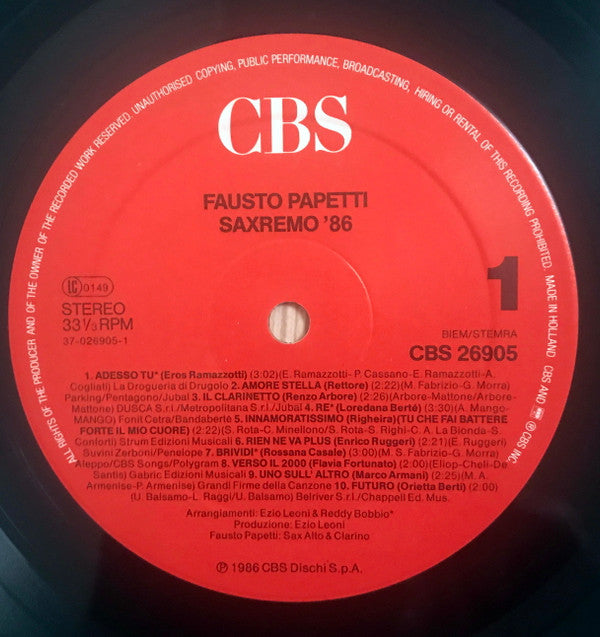 ALL RIGHTS OF THE PRODUCER AND OF THE OWNER OF THE RECORDED WORK RESERVED. UNAUTHORISED COPYING, PUBLIC PERFORMANCE, BROADCASTING, HIRING OR RENTAL OF THIS RECORDING PROHIBITED. MADE IN HOLLAND CBS AND ℗ CBS INC.
CBS
FAUSTO PAPETTI
SAXREMO '86
LC 0149
STEREO
33⅓ RPM
37-026905-1
1
BIEM/STEMRA
CBS 26905
1. ADESSO TU* (Eros Ramazzotti) (3:02)(E. Ramazzotti- P. Cassano-E. Ramazzotti-A.
Cogliati) La Drogueria di Drugolo 2. AMORE STELLA (Rettore) (2:22)(M. Fabrizio-G. Morra)
Parking/Pentagono/Jubal) 3. IL CLARINETTO (Renzo Arbore) (2:26)(Arbore-Mattone/Arbore-
Mattone) DUSCA S.r.l./Metropolitana S.r.l./Jubal 4. RE* (Loredana Berté) (3:30)(A. Mango-
MANGO) Fonit Cetra/Bandaberté 5. INNAMORATISSIMO (Righeira)(TU CHE FAI BATTERE
FORTE IL MIO CUORE) (2:22)(S. Rota-C. Minellono/S. Rota-S. Righi-C. A. La Bionda-S.
Conforti) Strum Edizioni Musicali 6. RIEN NE VA PLUS (Enrico Ruggeri) (2:21)(E. Ruggeri)
Suvini Zerboni/Penelope 7. BRIVIDI* (Rossana Casale) (3:00)(M. S. Fabrizio-G. Morra)
Aleppo/CBS Songs/Polygram 8. VERSO IL 2000 (Flavia Fortunato) (2:00)(Eliop-Cheli-De-
Santis) Gabric Edizioni Musicali 9. UNO SULL' ALTRO (Marco Armani) (2:25)(M. A.
Armenise-P. Armenise) Grandi Firme della Canzone 10. FUTURO (Orietta Berti) (2:00)
(U. Balsamo-L. Raggi/U. Balsamo) Belriver S.r.l./Chappell Ed. Mus.
Arrangiamenti: Ezio Leoni & Reddy Bobbio*
Produzione: Ezio Leoni
Fausto Papetti: Sax Alto & Clarino
℗ 1986 CBS Dischi S.p.A.